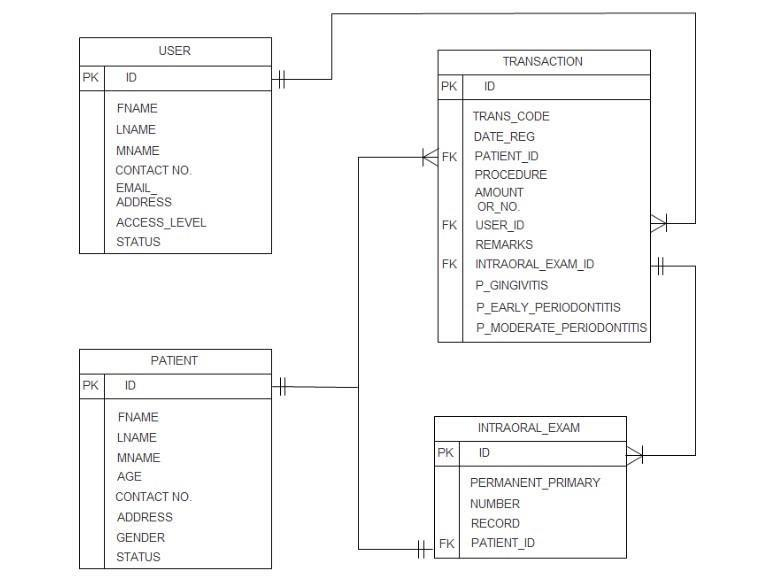 USER
PK ID
FNAME
LNAME
MNAME
CONTACT NO.
EMAIL_
ADDRESS
ACCESS_LEVEL
STATUS
TRANSACTION
PK ID
TRANS_CODE
DATE_REG
FK PATIENT_ID
PROCEDURE
AMOUNT
OR_NO.
FK USER_ID
REMARKS
FK INTRAORAL_EXAM_ID
P_GINGIVITIS
P_EARLY_PERIODONTITIS
P_MODERATE_PERIODONTITIS
PATIENT
PK ID
FNAME
LNAME
MNAME
AGE
CONTACT NO.
ADDRESS
GENDER
STATUS
INTRAORAL_EXAM
PK ID
PERMANENT_PRIMARY
NUMBER
RECORD
FK PATIENT_ID